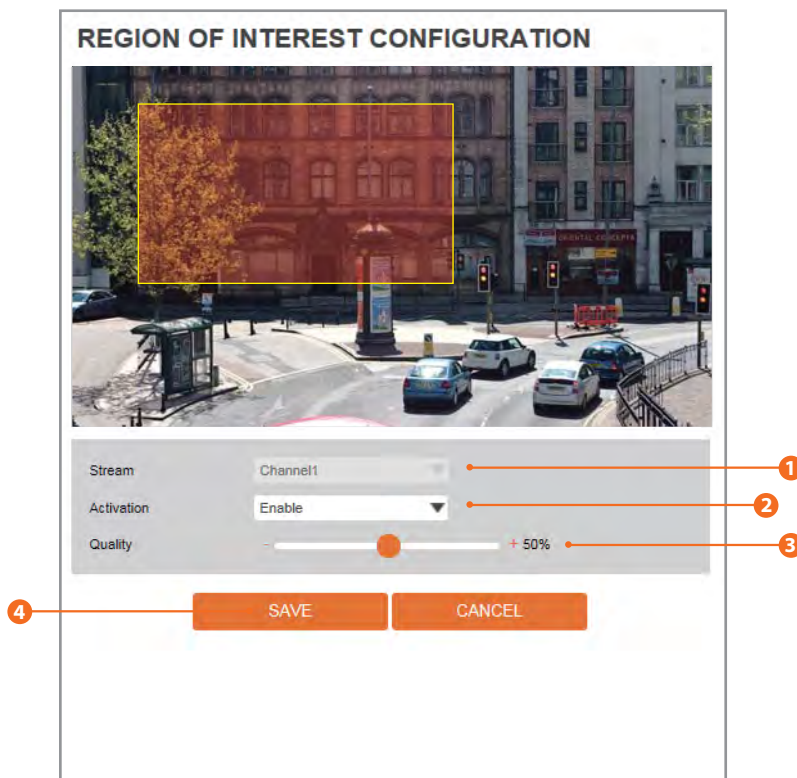 REGION OF INTEREST CONFIGURATION
ORIENTAL CONCEPTS
Stream Channel1 1
Activation Enable 2
Quality - + 50% 3
4 SAVE CANCEL